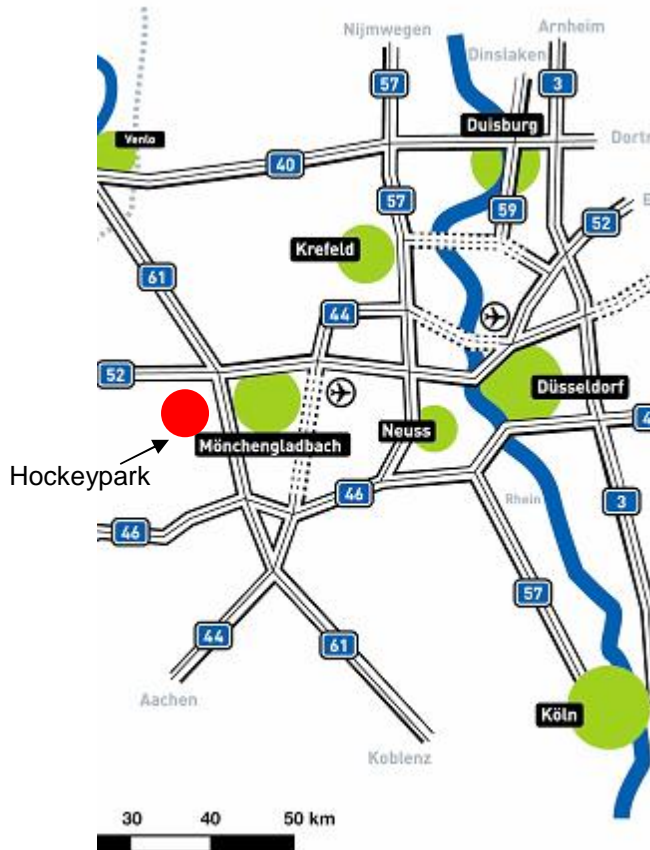 Nijmwegen
Arnheim
Dinslaken
57
3
Duisburg
Venlo
40
57
59
52
Krefeld
61
44
52
Düsseldorf
Neuss
Mönchengladbach
Hockeypark
46
3
Rhein
46
57
44
61
Aachen
Köln
Koblenz
30 40 50 km